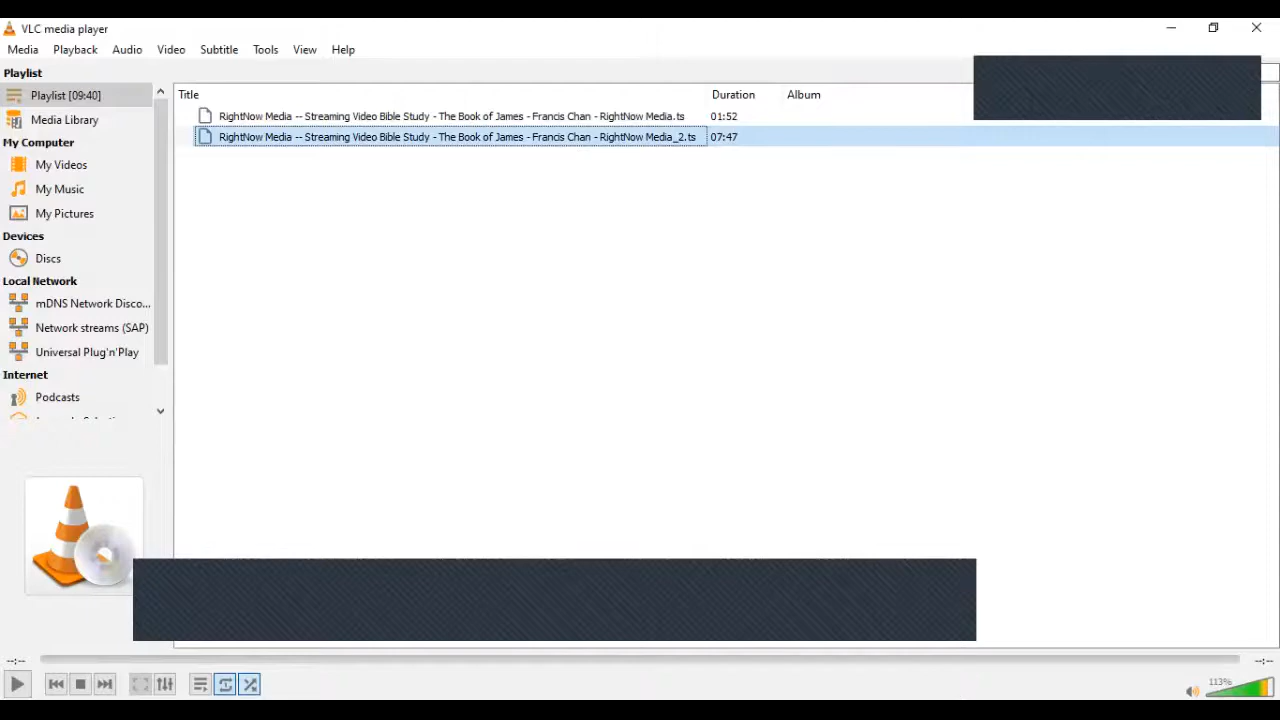 VLC media player
Media Playback Audio Video Subtitle Tools View Help
Playlist
Playlist [09:40]
Media Library
My Computer
My Videos
My Music
My Pictures
Devices
Discs
Local Network
mDNS Network Disco...
Network streams (SAP)
Universal Plug'n'Play
Internet
Podcasts
Title Duration Album
RightNow Media -- Streaming Video Bible Study - The Book of James - Francis Chan - RightNow Media.ts 01:52
RightNow Media -- Streaming Video Bible Study - The Book of James - Francis Chan - RightNow Media_2.ts 07:47
--:-- --:--
113%